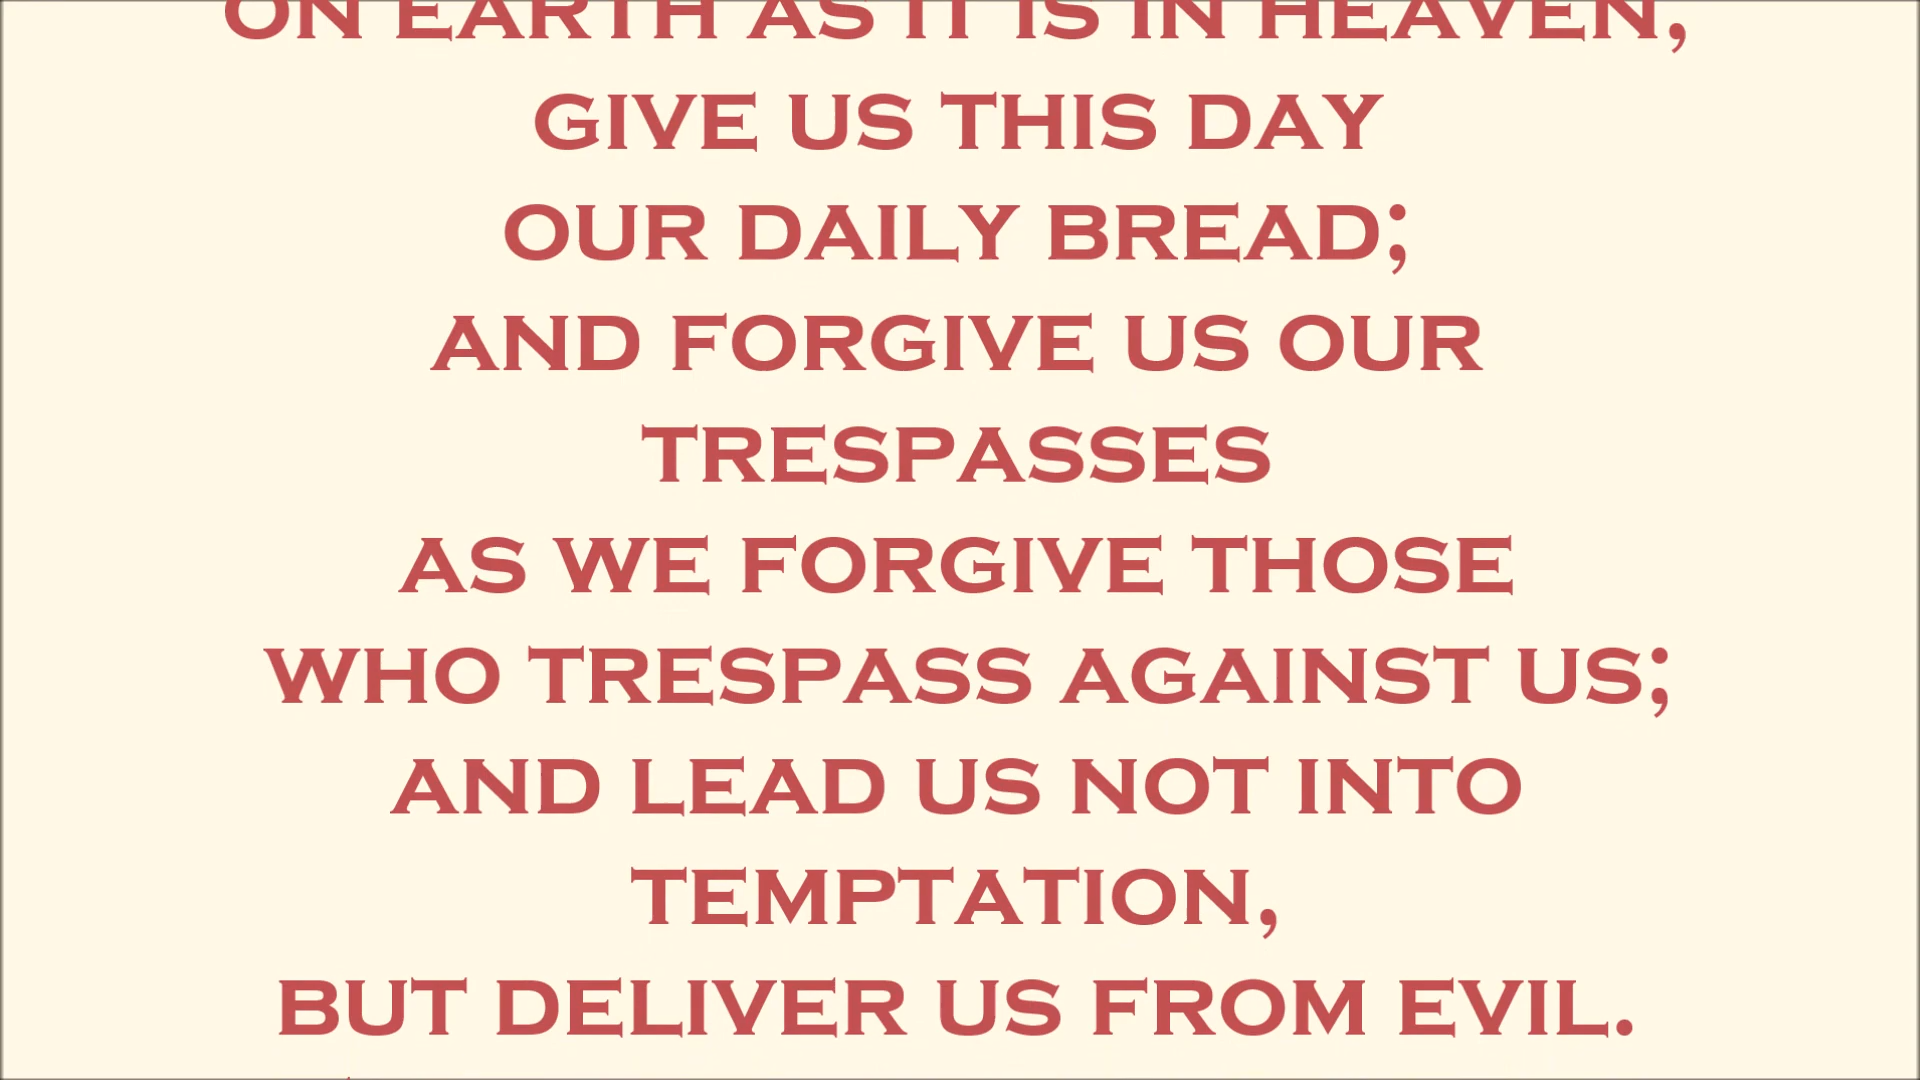 ON EARTH AS IT IS IN HEAVEN,
GIVE US THIS DAY
OUR DAILY BREAD;
AND FORGIVE US OUR
TRESPASSES
AS WE FORGIVE THOSE
WHO TRESPASS AGAINST US;
AND LEAD US NOT INTO
TEMPTATION,
BUT DELIVER US FROM EVIL.